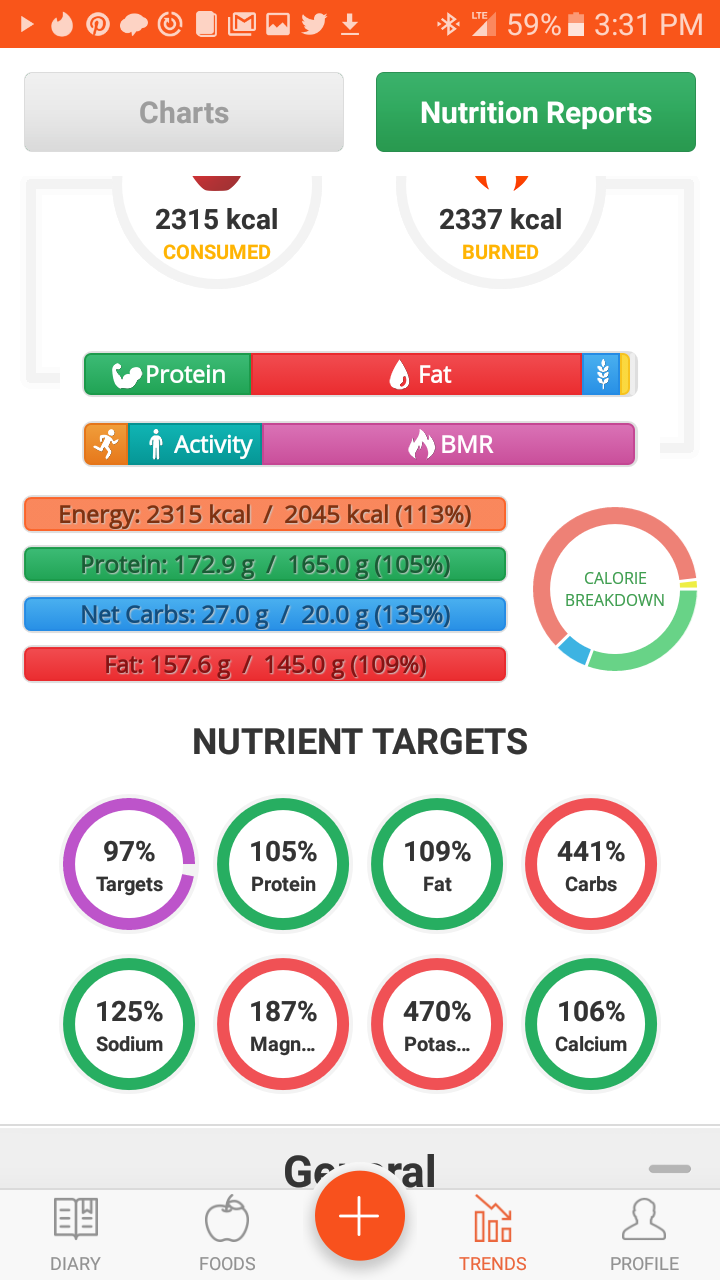 LTE 59% 3:31 PM
Charts Nutrition Reports
2315 kcal 2337 kcal
CONSUMED BURNED
Protein Fat
Activity BMR
Energy: 2315 kcal / 2045 kcal (113%)
Protein: 172.9 g / 165.0 g (105%)
Net Carbs: 27.0 g / 20.0 g (135%)
Fat: 157.6 g / 145.0 g (109%)
CALORIE
BREAKDOWN
NUTRIENT TARGETS
97% 105% 109% 441%
Targets Protein Fat Carbs
125% 187% 470% 106%
Sodium Magn... Potas... Calcium
General
DIARY FOODS TRENDS PROFILE